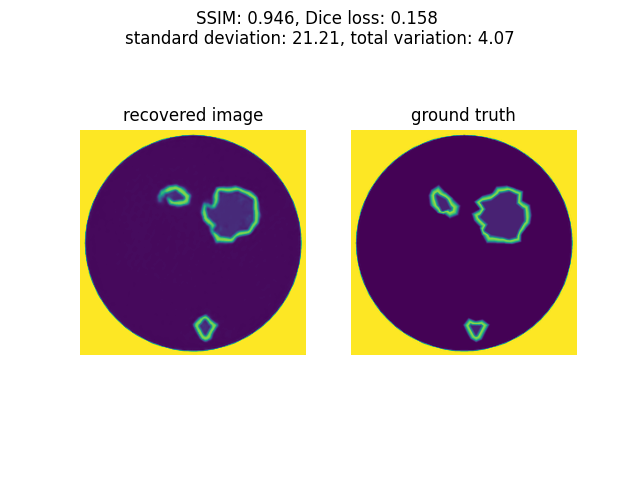 SSIM: 0.946, Dice loss: 0.158
standard deviation: 21.21, total variation: 4.07
recovered image
ground truth